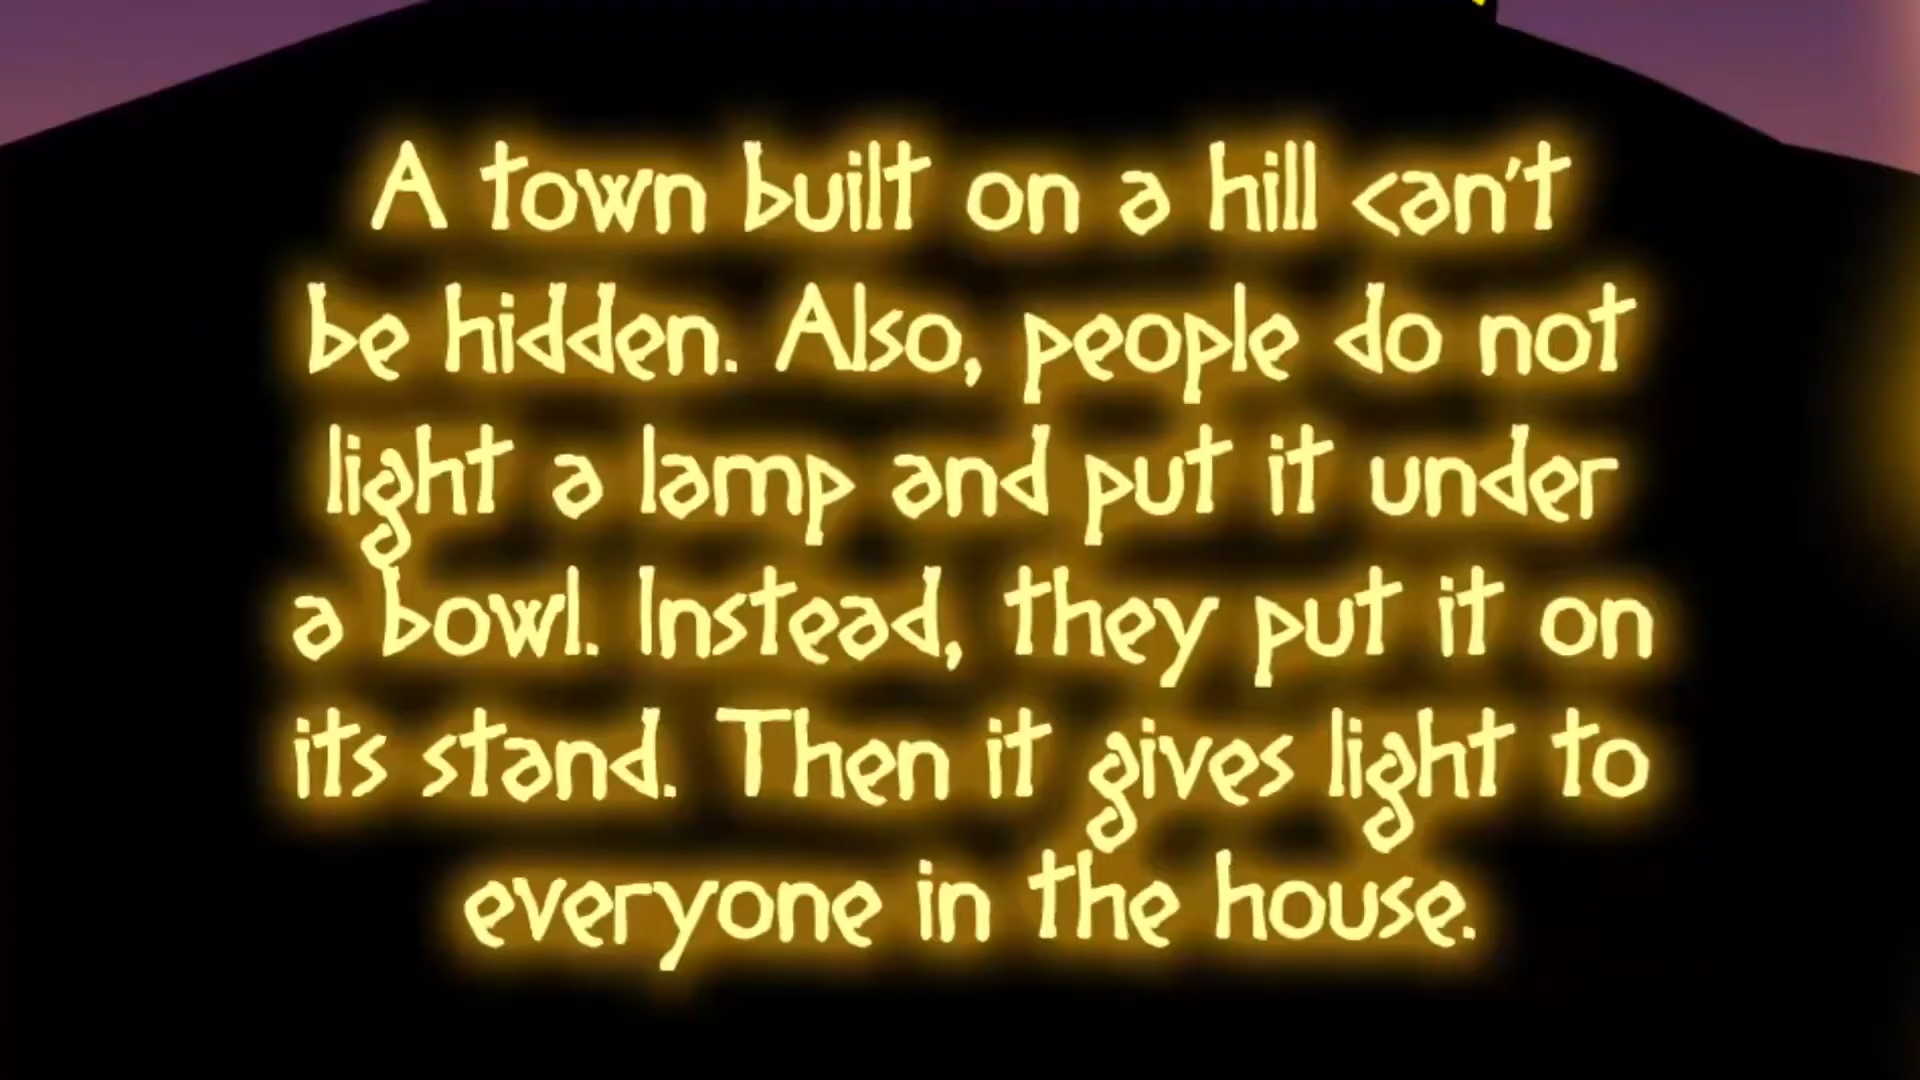 A town built on a hill can't
be hidden. Also, people do not
light a lamp and put it under
a bowl. Instead, they put it on
its stand. Then it gives light to
everyone in the house.